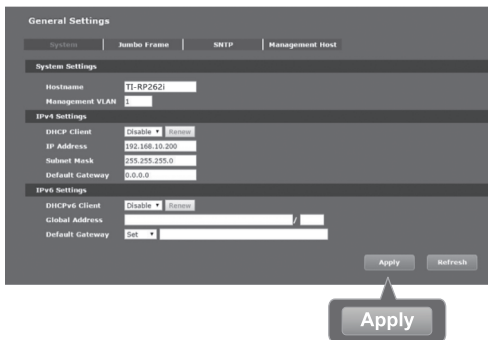 General Settings
System Jumbo Frame SNTP Management Host
System Settings
Hostname TI-RP262i
Management VLAN 1
IPv4 Settings
DHCP Client Disable Renew
IP Address 192.168.10.200
Subnet Mask 255.255.255.0
Default Gateway 0.0.0.0
IPv6 Settings
DHCPv6 Client Disable Renew
Global Address /
Default Gateway Set
Apply Refresh
Apply